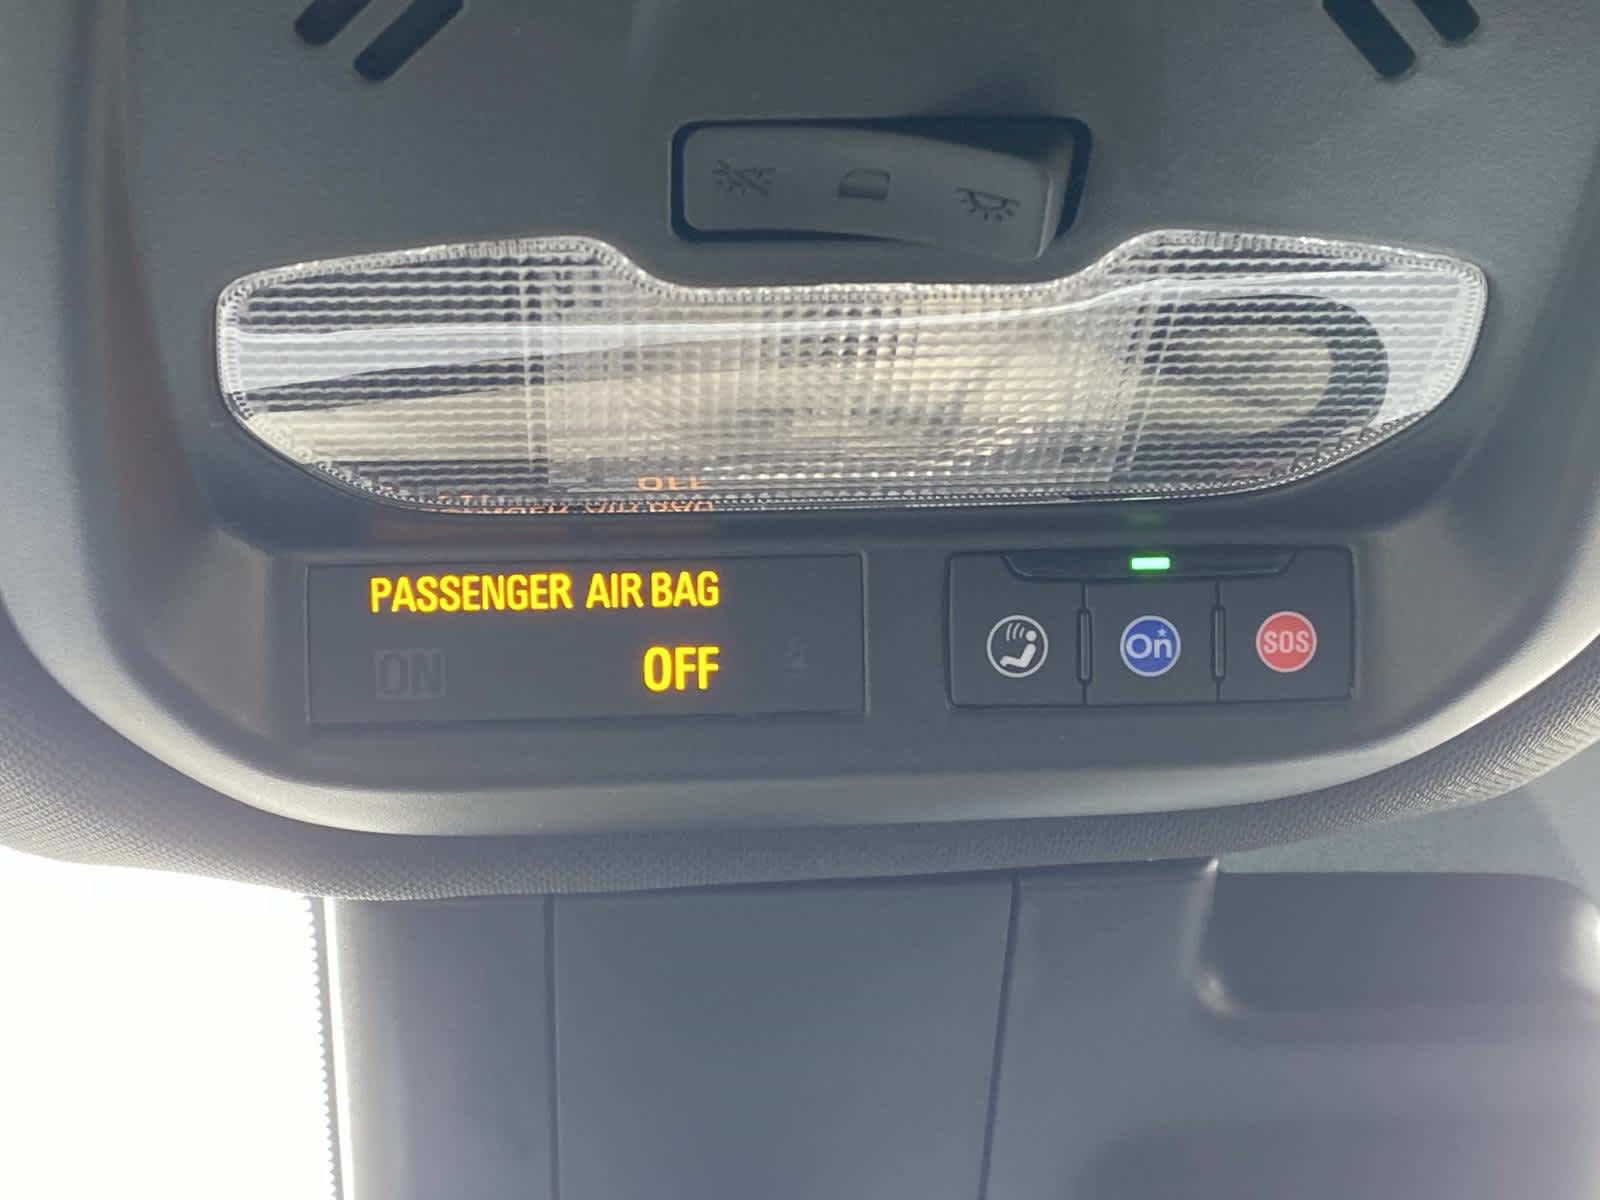 PASSENGER AIR BAG
ON OFF
On
SOS